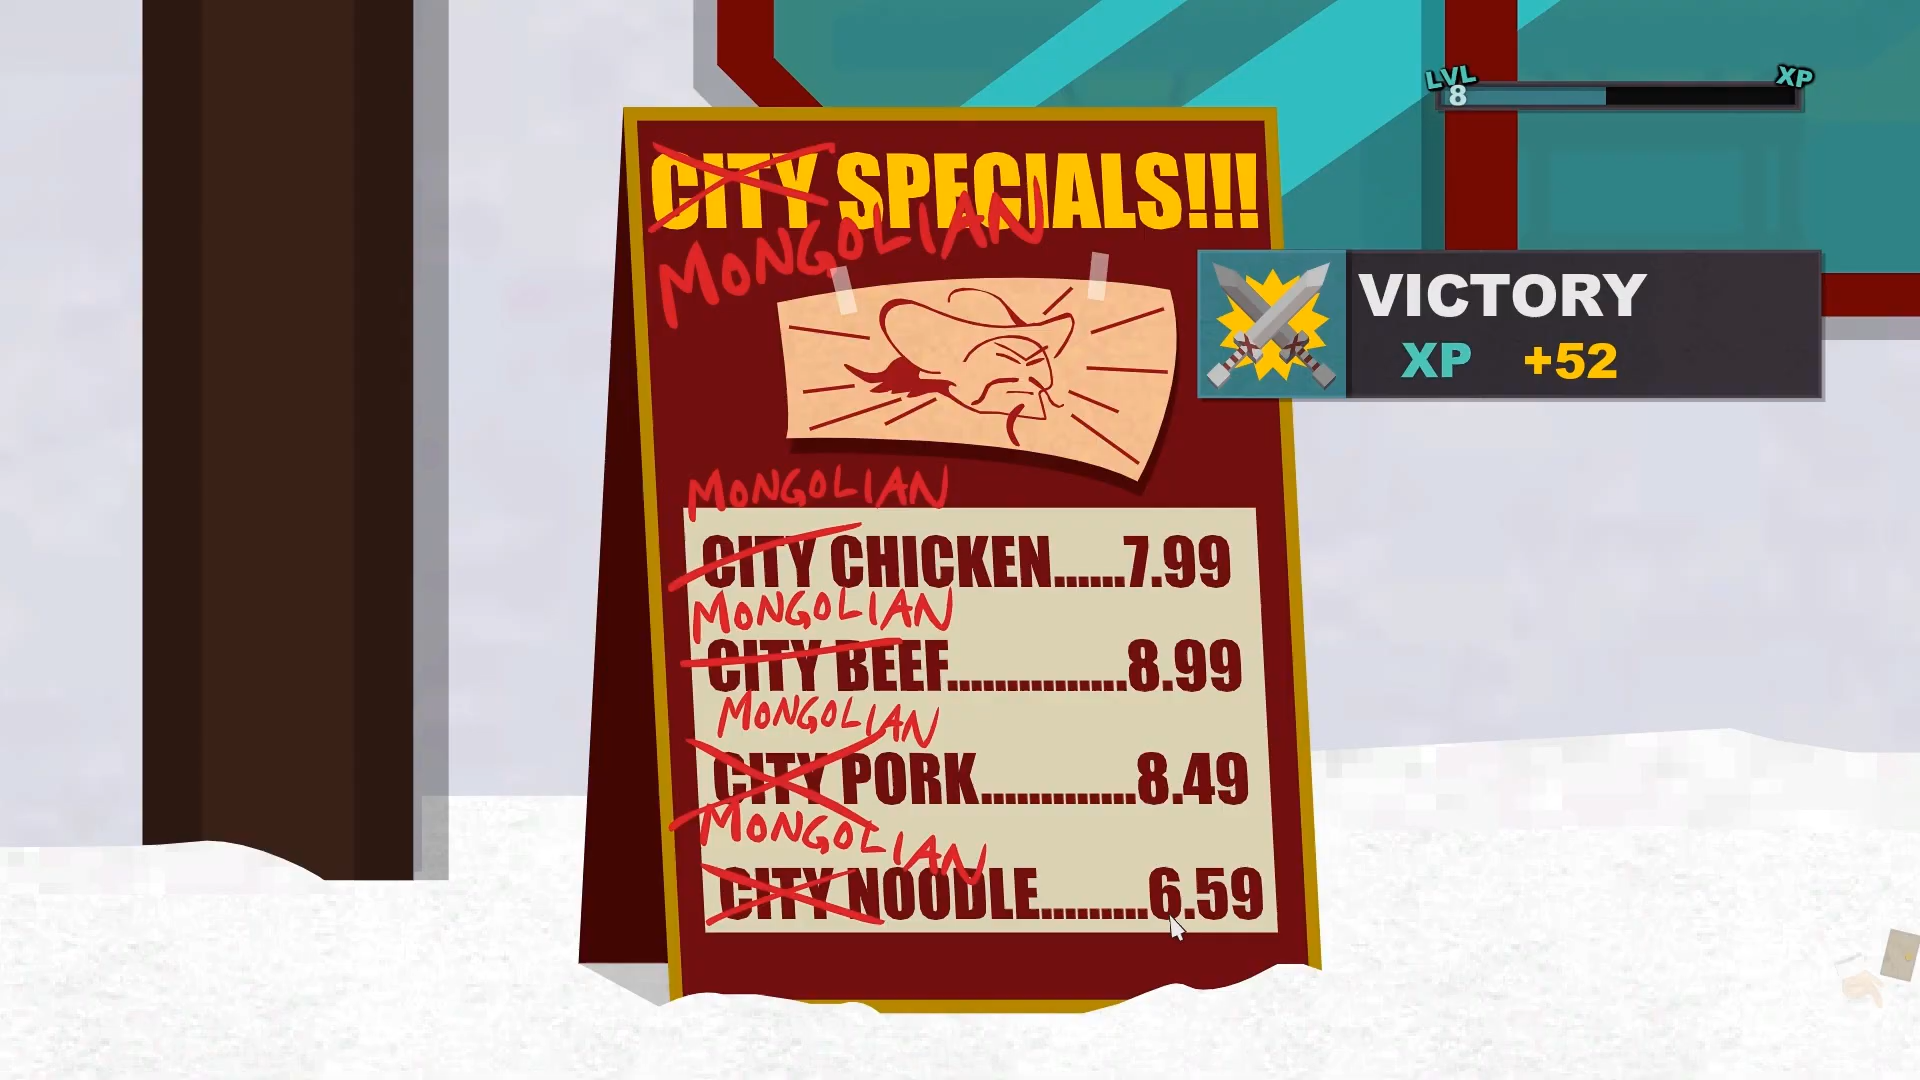 LVL XP
8
CITY SPECIALS!!!
MONGOLIAN
VICTORY
XP +52
MONGOLIAN
CITY CHICKEN......7.99
MONGOLIAN
CITY BEEF...............8.99
MONGOLIAN
CITY PORK.............8.49
MONGOLIAN
CITY NOODLE.........6.59